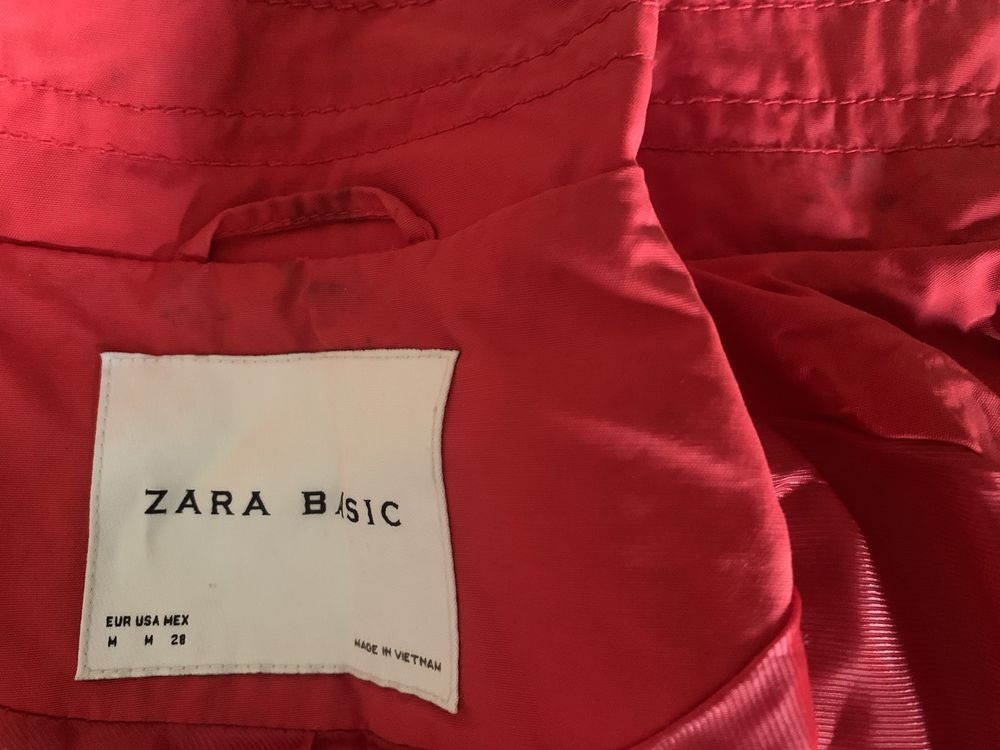 ZARA BASIC
EUR USA MEX
M M 28
MADE IN VIETNAM